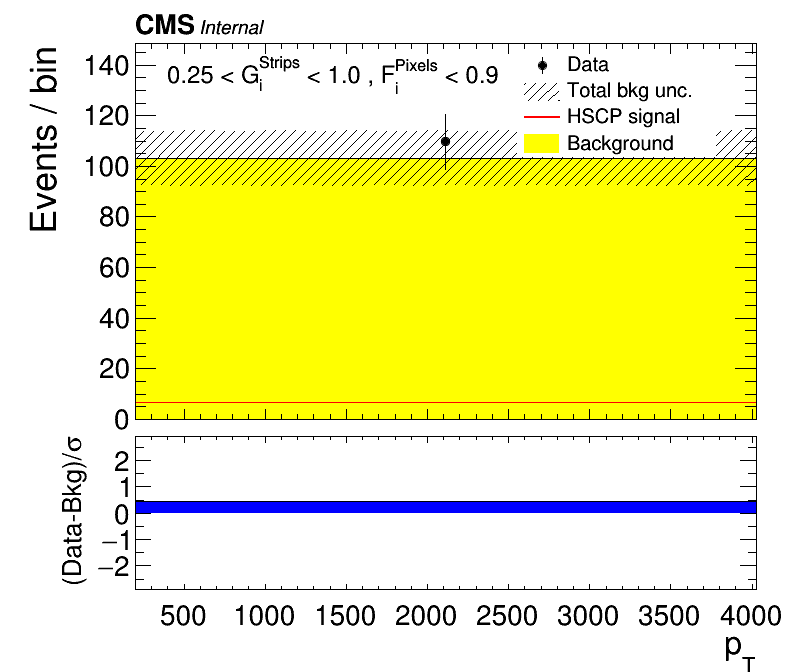 CMS Internal
Events / bin
140
120
100
80
60
40
20
0
0.25 < G_i^Strips < 1.0 , F_i^Pixels < 0.9
Data
Total bkg unc.
HSCP signal
Background
(Data-Bkg)/σ
2
1
0
−1
−2
500 1000 1500 2000 2500 3000 3500 4000
p_T